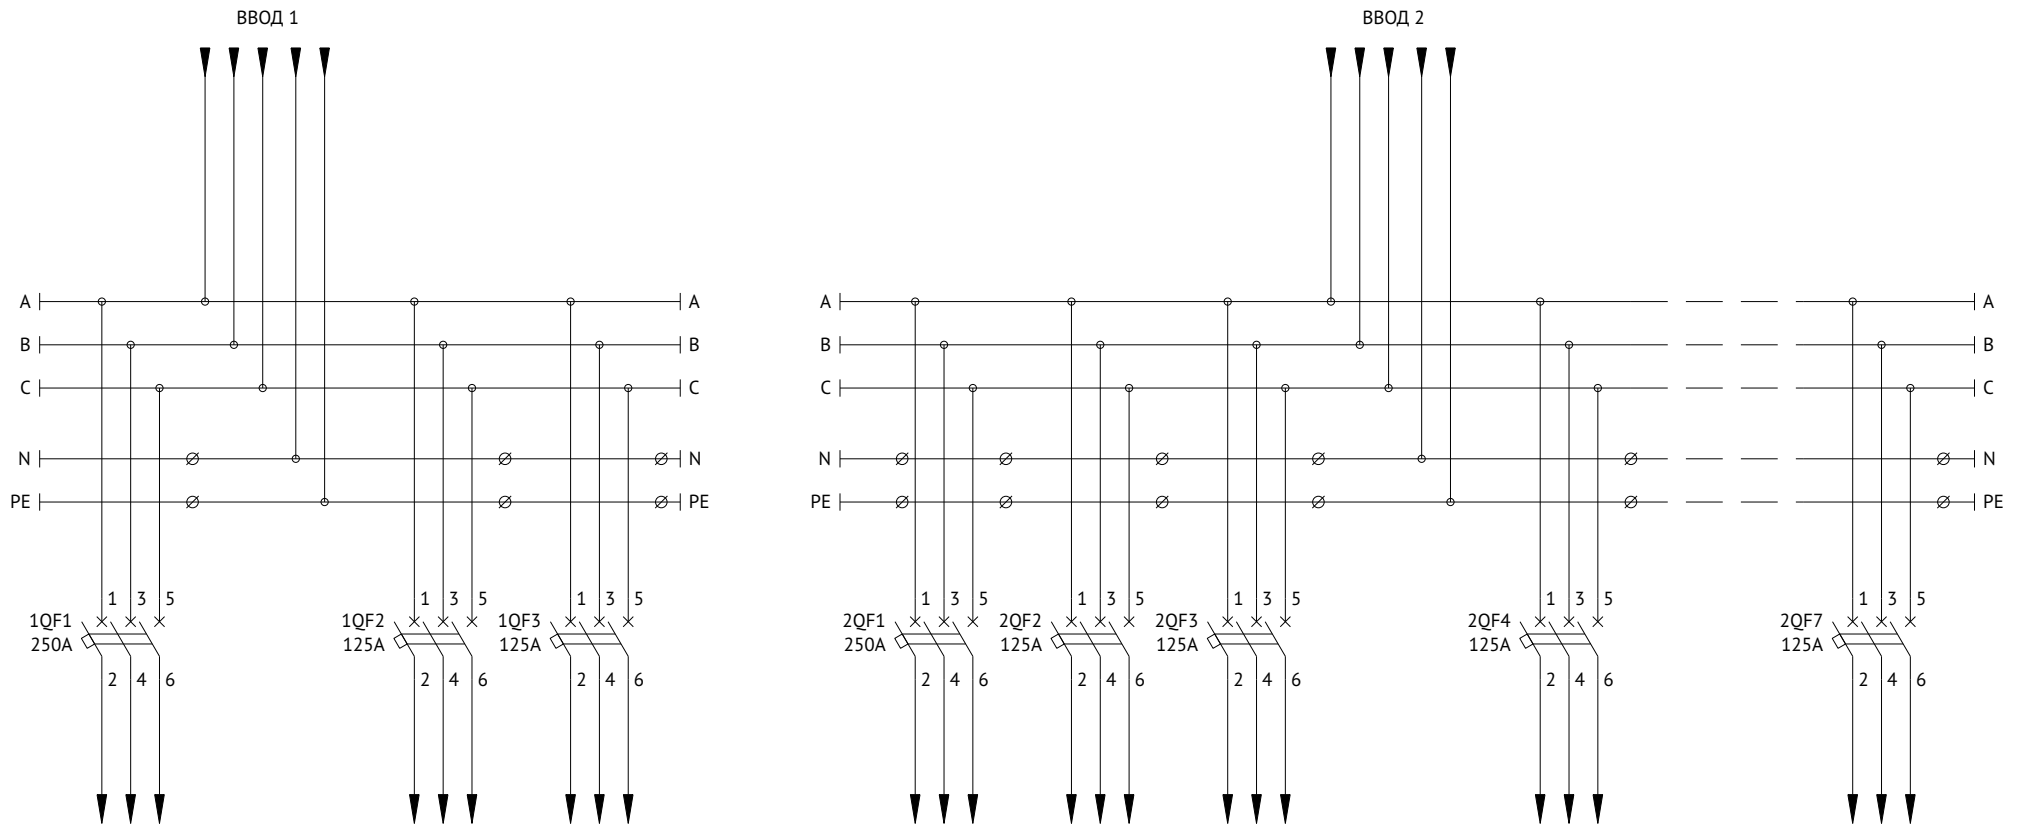 ВВОД 1 ВВОД 2
A A A A
B B B B
C C C C
N N N N
PE PE PE PE
1 3 5 1 3 5 1 3 5 1 3 5 1 3 5 1 3 5 1 3 5 1 3 5
1QF1 1QF2 1QF3 2QF1 2QF2 2QF3 2QF4 2QF7
250A 125A 125A 250A 125A 125A 125A 125A
2 4 6 2 4 6 2 4 6 2 4 6 2 4 6 2 4 6 2 4 6 2 4 6